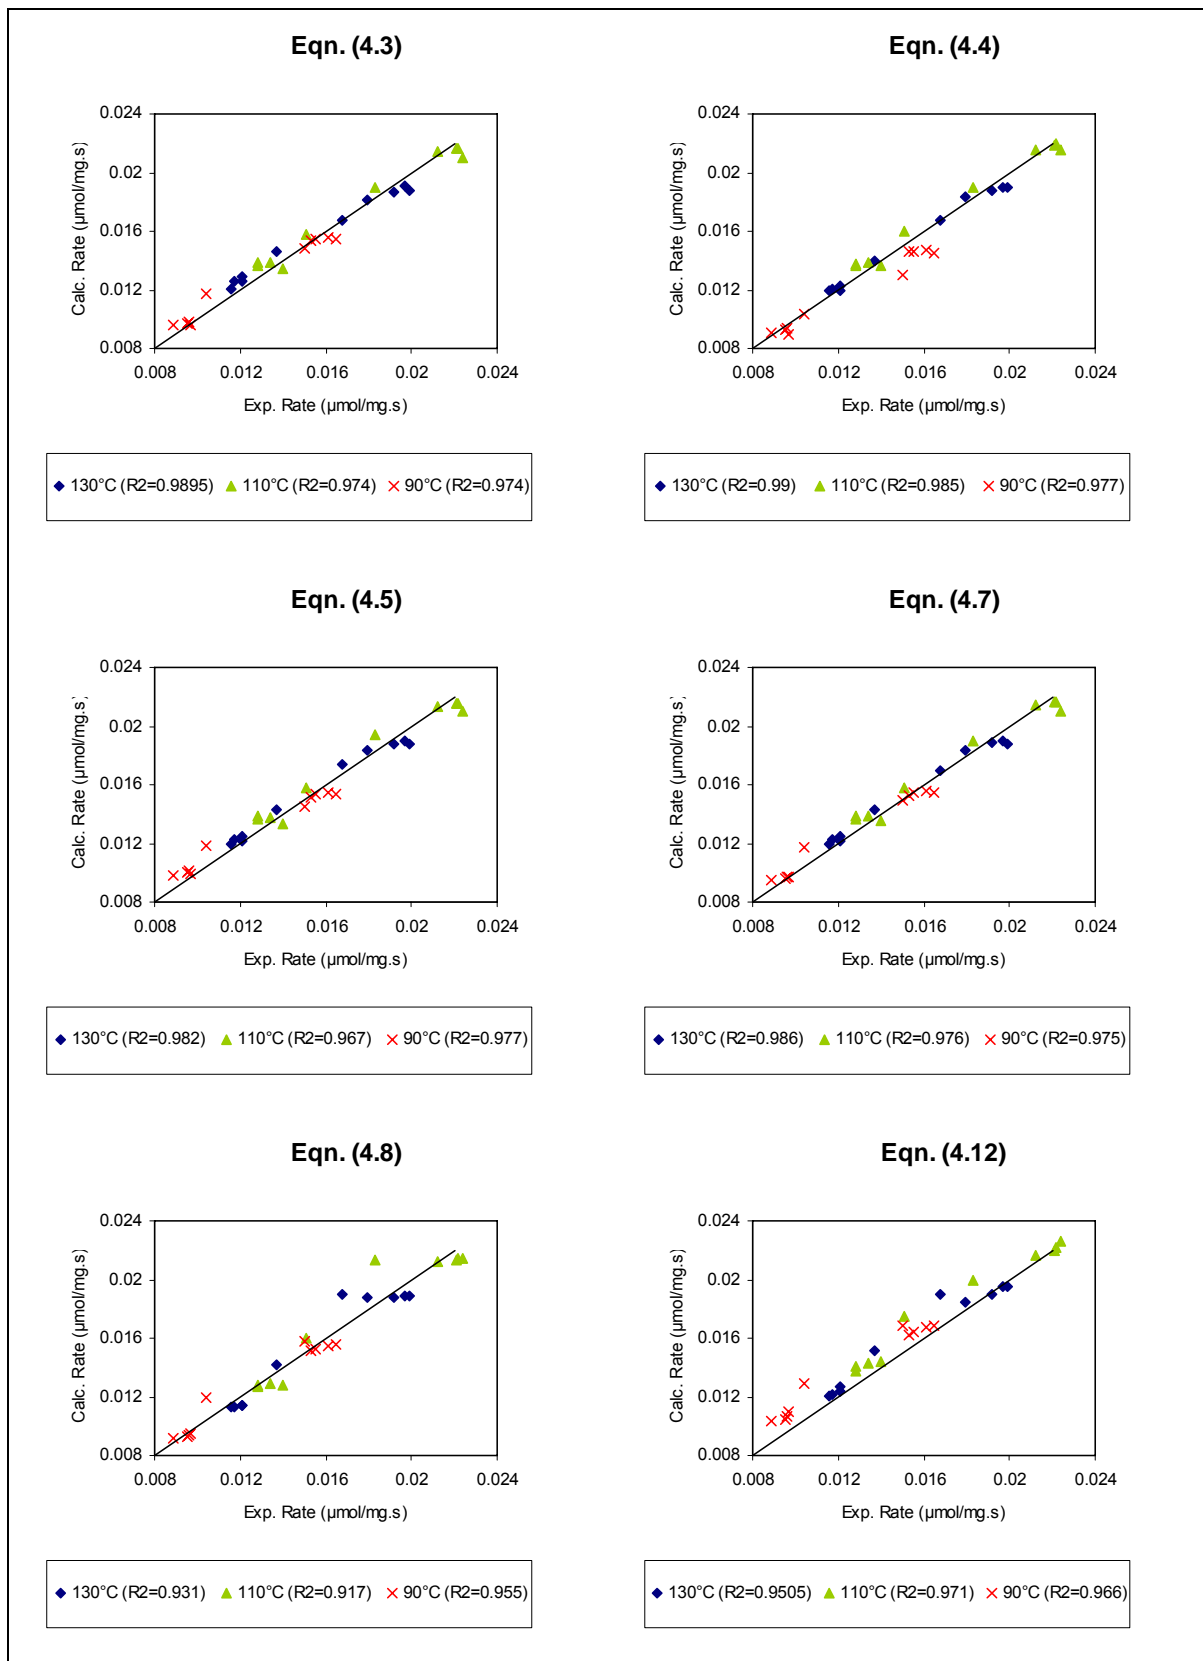 Eqn. (4.3)
Calc. Rate (µmol/mg.s)
0.024
0.02
0.016
0.012
0.008
0.008 0.012 0.016 0.02 0.024
Exp. Rate (µmol/mg.s)
130°C (R2=0.9895) 110°C (R2=0.974) 90°C (R2=0.974)
Eqn. (4.4)
Calc. Rate (µmol/mg.s)
0.024
0.02
0.016
0.012
0.008
0.008 0.012 0.016 0.02 0.024
Exp. Rate (µmol/mg.s)
130°C (R2=0.99) 110°C (R2=0.985) 90°C (R2=0.977)
Eqn. (4.5)
Calc. Rate (µmol/mg.s)
0.024
0.02
0.016
0.012
0.008
0.008 0.012 0.016 0.02 0.024
Exp. Rate (µmol/mg.s)
130°C (R2=0.982) 110°C (R2=0.967) 90°C (R2=0.977)
Eqn. (4.7)
Calc. Rate (µmol/mg.s)
0.024
0.02
0.016
0.012
0.008
0.008 0.012 0.016 0.02 0.024
Exp. Rate (µmol/mg.s)
130°C (R2=0.986) 110°C (R2=0.976) 90°C (R2=0.975)
Eqn. (4.8)
Calc. Rate (µmol/mg.s)
0.024
0.02
0.016
0.012
0.008
0.008 0.012 0.016 0.02 0.024
Exp. Rate (µmol/mg.s)
130°C (R2=0.931) 110°C (R2=0.917) 90°C (R2=0.955)
Eqn. (4.12)
Calc. Rate (µmol/mg.s)
0.024
0.02
0.016
0.012
0.008
0.008 0.012 0.016 0.02 0.024
Exp. Rate (µmol/mg.s)
130°C (R2=0.9505) 110°C (R2=0.971) 90°C (R2=0.966)